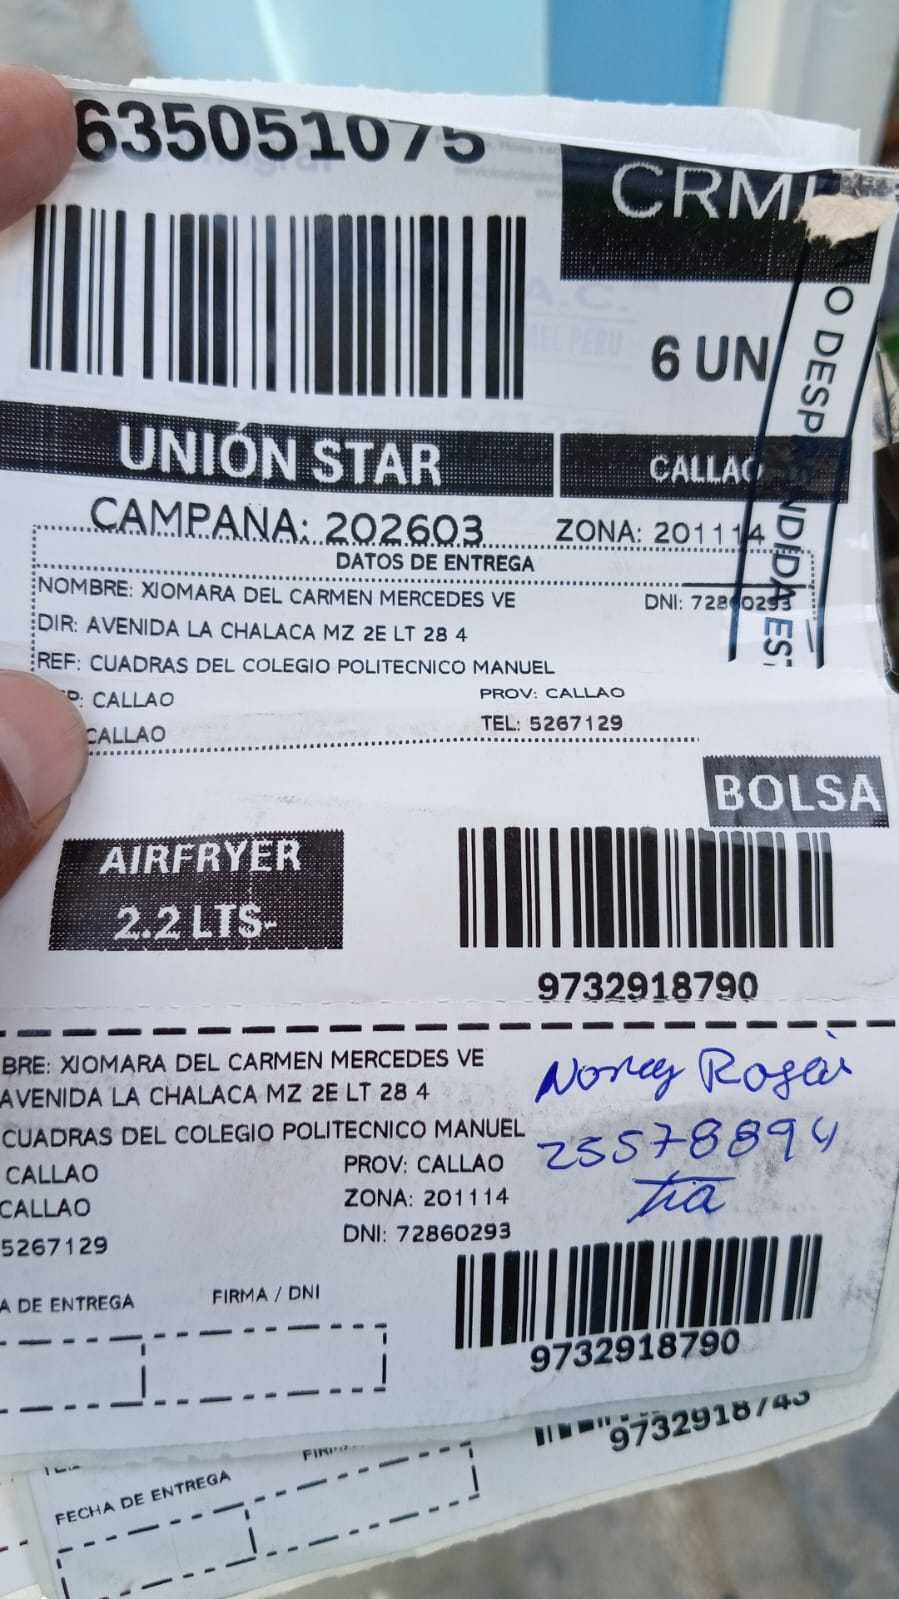 635051075
CRM
6 UN
UNIÓN STAR
CALLAO
CAMPAÑA: 202603
ZONA: 201114
DATOS DE ENTREGA
NOMBRE: XIOMARA DEL CARMEN MERCEDES VE
DNI: 72860293
DIR: AVENIDA LA CHALACA MZ 2E LT 28 4
REF: CUADRAS DEL COLEGIO POLITECNICO MANUEL
P: CALLAO
PROV: CALLAO
CALLAO
TEL: 5267129
BOLSA
AIRFRYER
2.2 LTS-
9732918790
BRE: XIOMARA DEL CARMEN MERCEDES VE
AVENIDA LA CHALACA MZ 2E LT 28 4
CUADRAS DEL COLEGIO POLITECNICO MANUEL
CALLAO
PROV: CALLAO
CALLAO
ZONA: 201114
5267129
DNI: 72860293
25578894
tia
A DE ENTREGA
FIRMA / DNI
9732918790
9732918743
FECHA DE ENTREGA